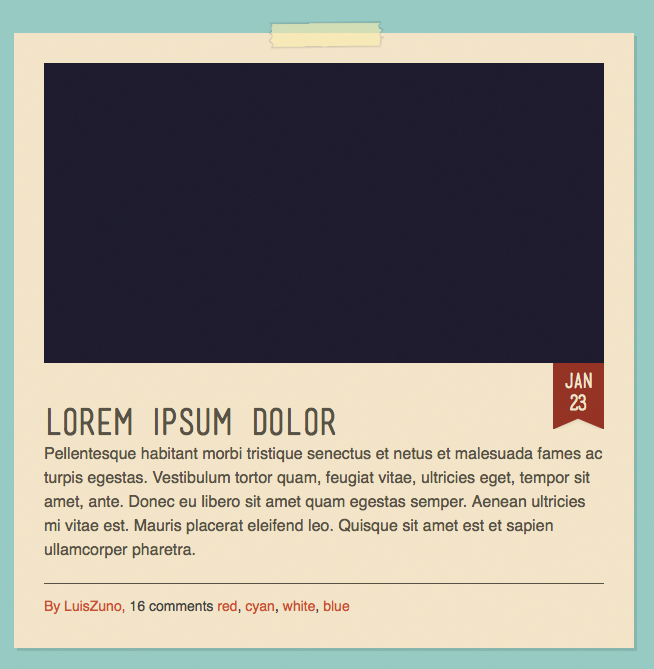 JAN
23
LOREM IPSUM DOLOR
Pellentesque habitant morbi tristique senectus et netus et malesuada fames ac
turpis egestas. Vestibulum tortor quam, feugiat vitae, ultricies eget, tempor sit
amet, ante. Donec eu libero sit amet quam egestas semper. Aenean ultricies
mi vitae est. Mauris placerat eleifend leo. Quisque sit amet est et sapien
ullamcorper pharetra.
By LuisZuno, 16 comments red, cyan, white, blue